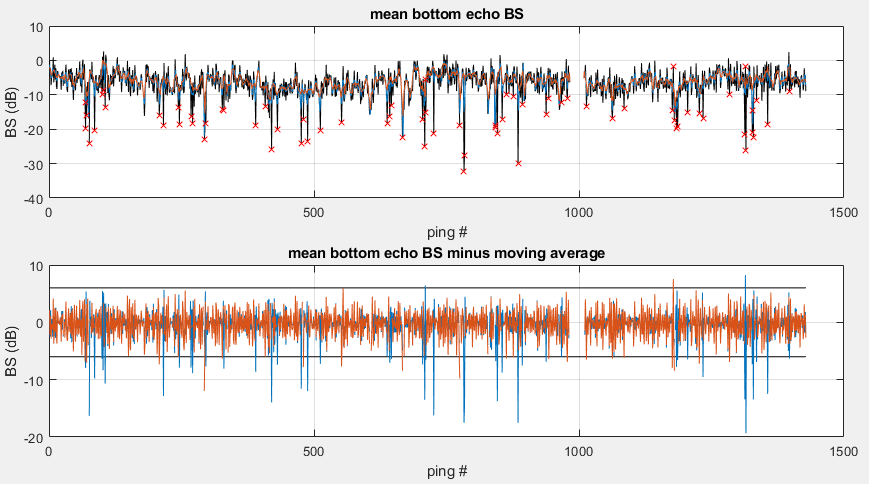 mean bottom echo BS
10
0
-10
-20
-30
-40
BS (dB)
0 500 1000 1500
ping #
mean bottom echo BS minus moving average
10
0
-10
-20
BS (dB)
0 500 1000 1500
ping #